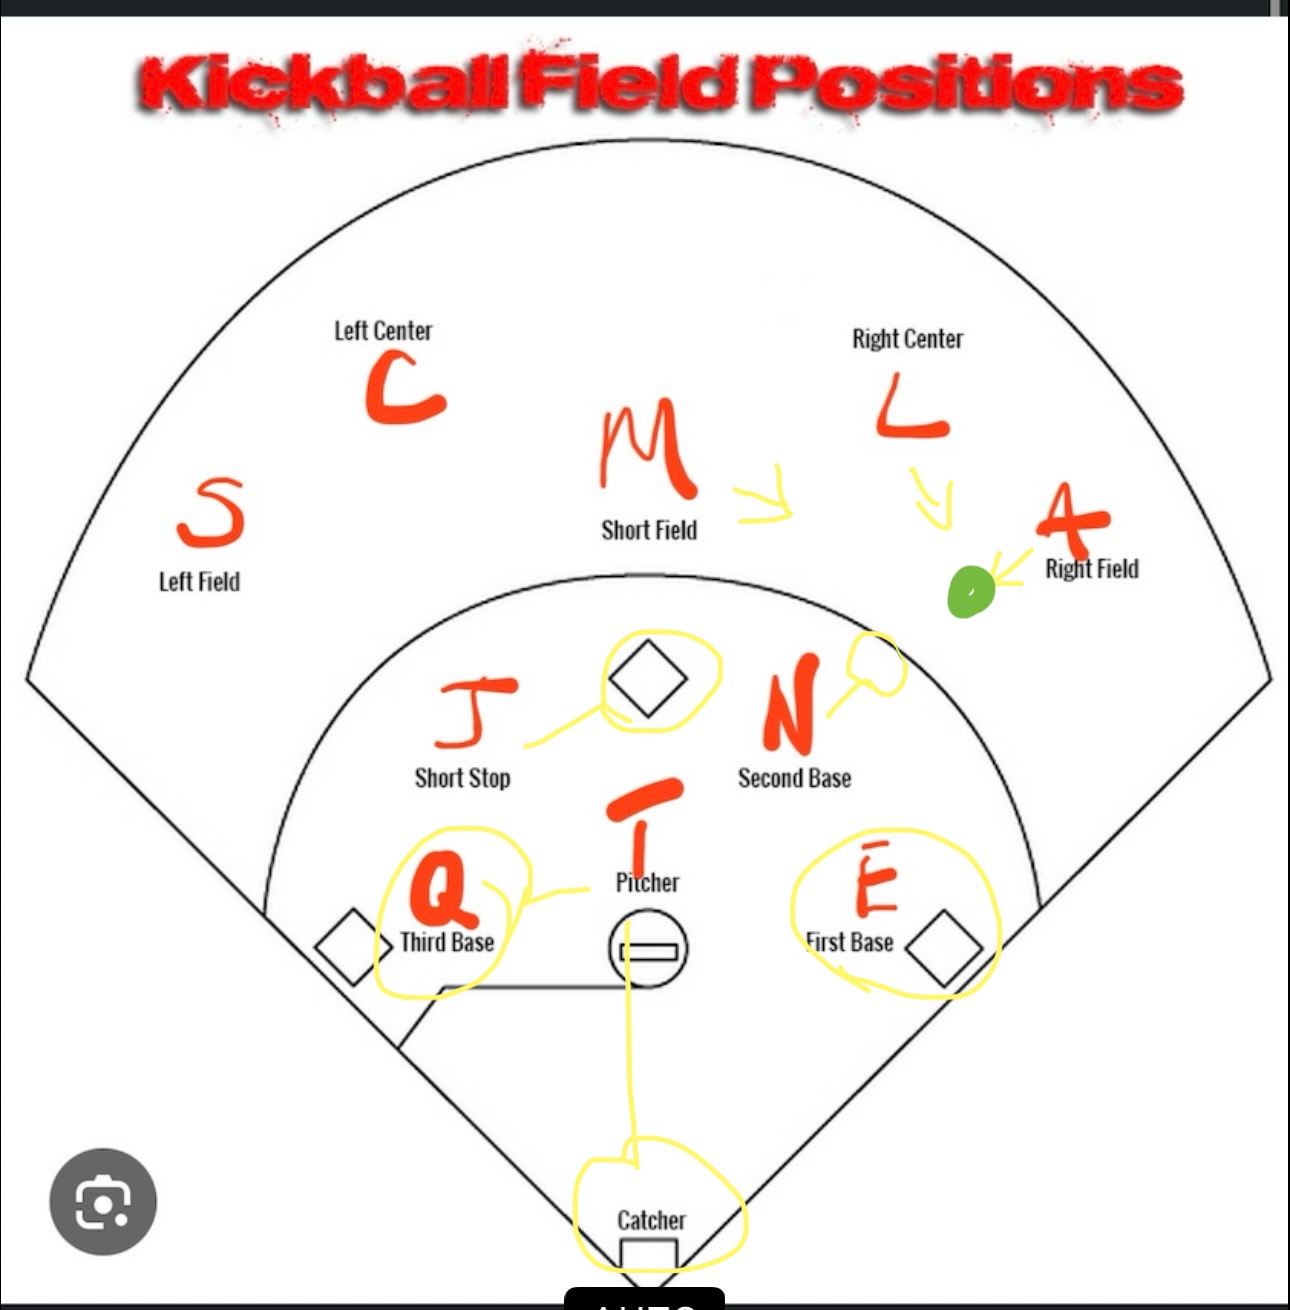 Kickball Field Positions
Left Center
Right Center
C
L
M
S
A
Short Field
Right Field
Left Field
J
N
Short Stop
Second Base
T
Q
E
Pitcher
Third Base
First Base
Catcher
AUTO